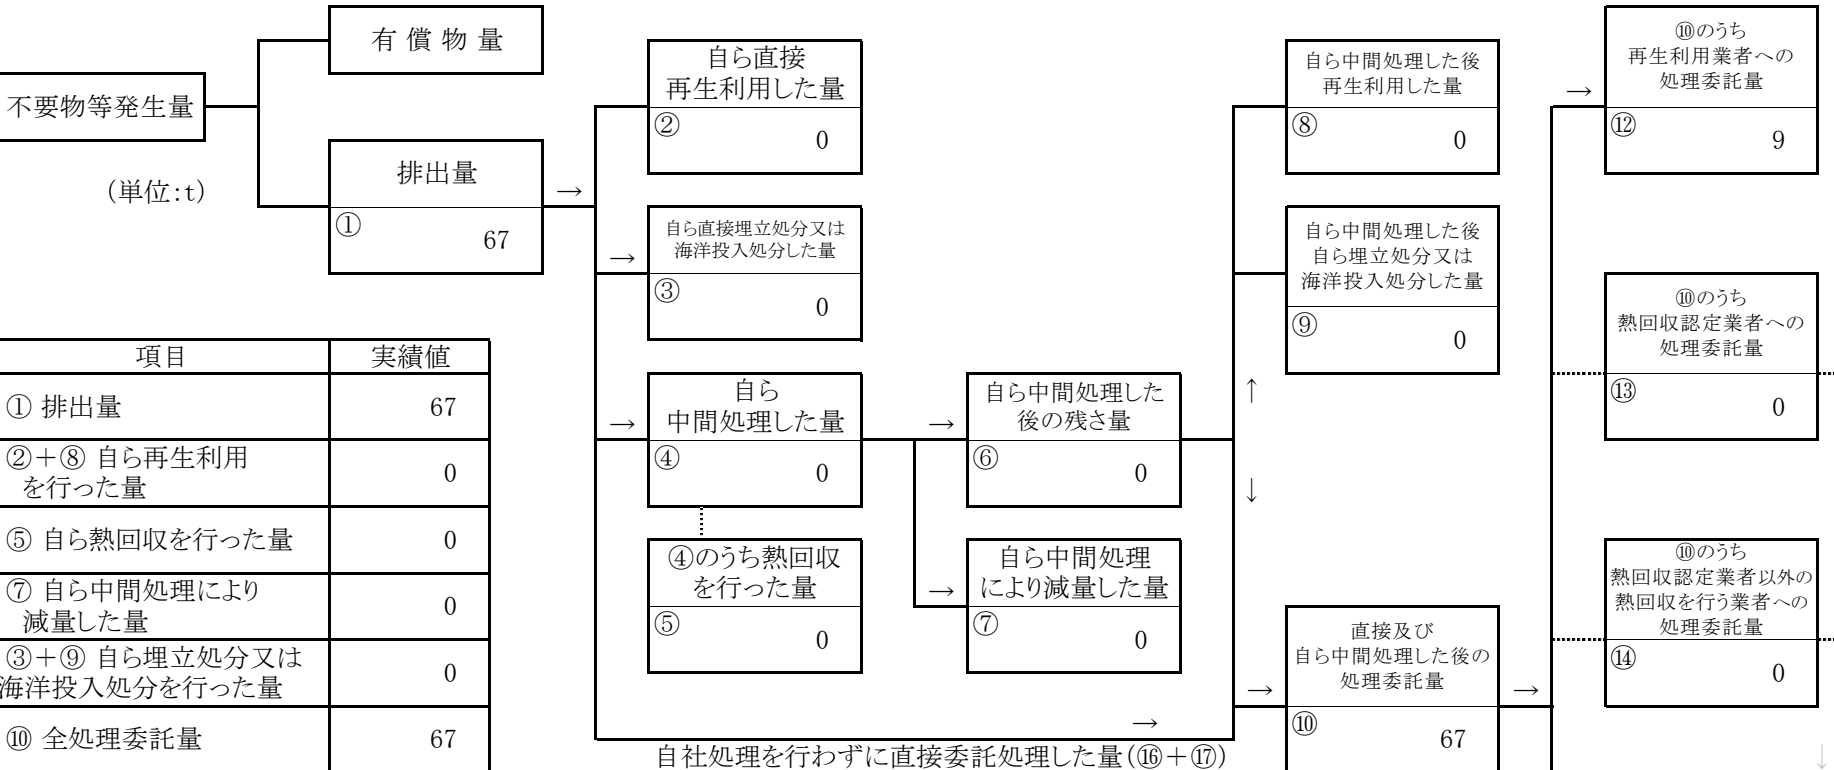 有 償 物 量
不要物等発生量
(単位:t)
排出量
①
67
→
自ら直接
再生利用した量
②
0
→
自ら直接埋立処分又は
海洋投入処分した量
③
0
→
自ら
中間処理した量
④
0
④のうち熱回収
を行った量
⑤
0
→
自ら中間処理した
後の残さ量
⑥
0
→
自ら中間処理
により減量した量
⑦
0
自ら中間処理した後
再生利用した量
⑧
0
自ら中間処理した後
自ら埋立処分又は
海洋投入処分した量
⑨
0
↑
↓
→
直接及び
自ら中間処理した後の
処理委託量
⑩
67
→
→
自社処理を行わずに直接委託処理した量(⑯+⑰)
→
⑩のうち
再生利用業者への
処理委託量
⑫
9
⑩のうち
熱回収認定業者への
処理委託量
⑬
0
⑩のうち
熱回収認定業者以外の
熱回収を行う業者への
処理委託量
⑭
0
↓
項目 実績値
① 排出量 67
②+⑧ 自ら再生利用
を行った量 0
⑤ 自ら熱回収を行った量 0
⑦ 自ら中間処理により
減量した量 0
③+⑨ 自ら埋立処分又は
海洋投入処分を行った量 0
⑩ 全処理委託量 67